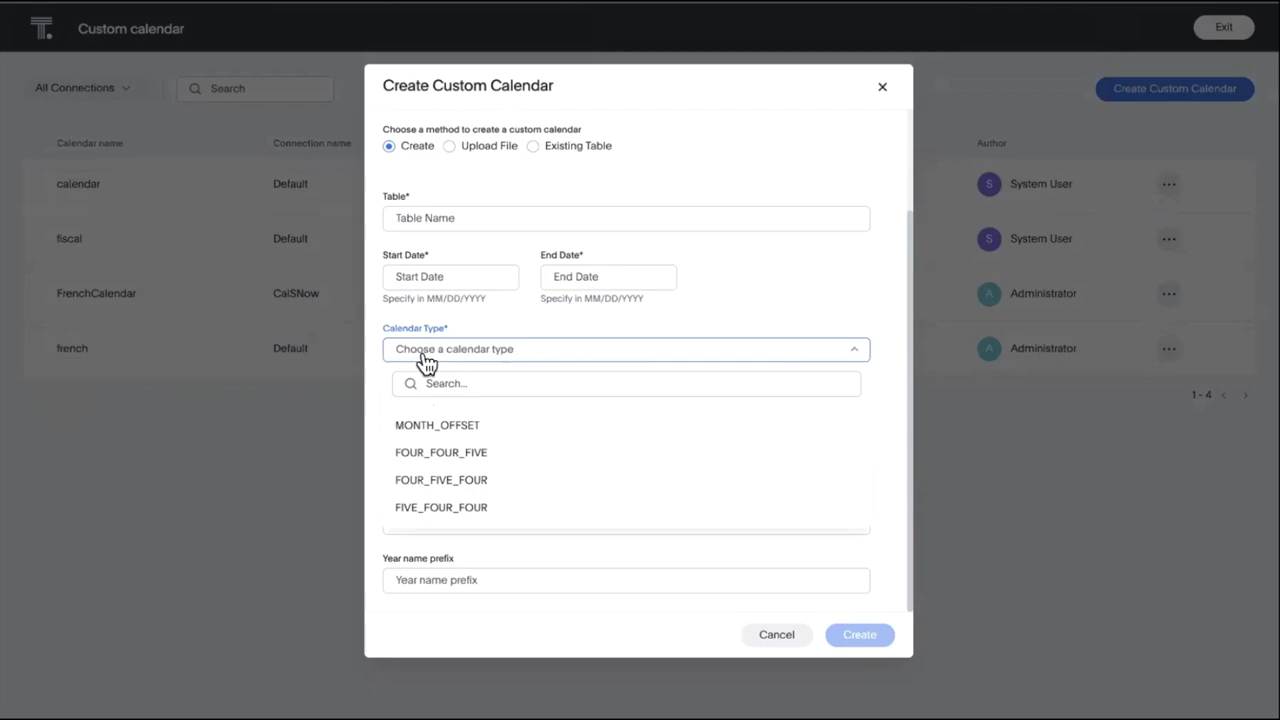 T. Custom calendar Exit
All Connections Search Create Custom Calendar
Calendar name Connection name Author
calendar Default S System User
fiscal Default S System User
FrenchCalendar CalSNow A Administrator
french Default A Administrator
1 - 4
Create Custom Calendar
Choose a method to create a custom calendar
Create Upload File Existing Table
Table*
Table Name
Start Date* End Date*
Start Date End Date
Specify in MM/DD/YYYY Specify in MM/DD/YYYY
Calendar Type*
Choose a calendar type
Search...
MONTH_OFFSET
FOUR_FOUR_FIVE
FOUR_FIVE_FOUR
FIVE_FOUR_FOUR
Year name prefix
Year name prefix
Cancel Create